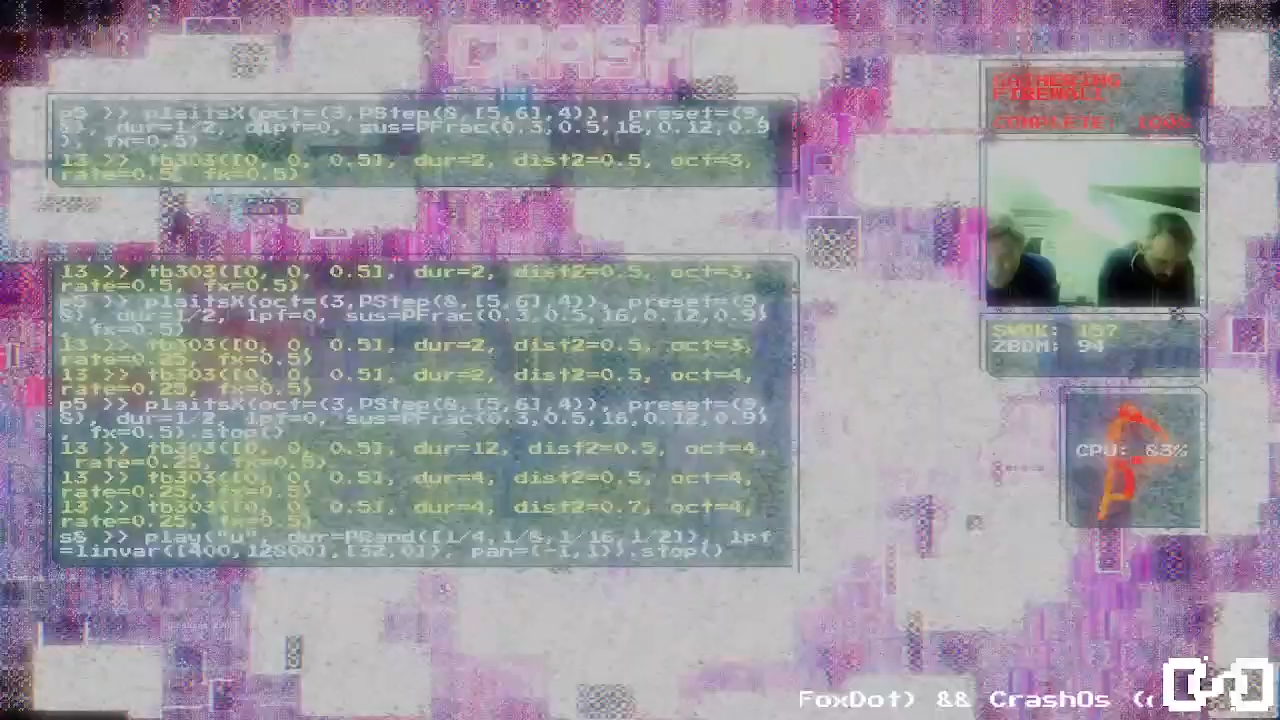 CRASH
p5 >> plaitsX(oct=(3,PStep(8,[5,6],4)), preset=(9,
8), dur=1/2, lpf=0, sus=PFrac(0.3,0.5,16,0.12,0.9)
), fx=0.5)
l3 >> tb303([0, 0, 0.5], dur=2, dist2=0.5, oct=3,
rate=0.5, fx=0.5)
l3 >> tb303([0, 0, 0.5], dur=2, dist2=0.5, oct=3,
rate=0.5, fx=0.5)
p5 >> plaitsX(oct=(3,PStep(8,[5,6],4)), preset=(9,
8), dur=1/2, lpf=0, sus=PFrac(0.3,0.5,16,0.12,0.9)
, fx=0.5)
l3 >> tb303([0, 0, 0.5], dur=2, dist2=0.5, oct=3,
rate=0.25, fx=0.5)
l3 >> tb303([0, 0, 0.5], dur=2, dist2=0.5, oct=4,
rate=0.25, fx=0.5)
p5 >> plaitsX(oct=(3,PStep(8,[5,6],4)), preset=(9,
8), dur=1/2, lpf=0, sus=PFrac(0.3,0.5,16,0.12,0.9)
, fx=0.5).stop()
l3 >> tb303([0, 0, 0.5], dur=12, dist2=0.5, oct=4,
rate=0.25, fx=0.5)
l3 >> tb303([0, 0, 0.5], dur=4, dist2=0.5, oct=4,
rate=0.25, fx=0.5)
l3 >> tb303([0, 0, 0.5], dur=4, dist2=0.7, oct=4,
rate=0.25, fx=0.5)
s8 >> play("u", dur=PRand([1/4,1/8,1/16,1/2]), lpf
=linvar([400,12800],[32,0]), pan=(-1,1)).stop()
GATHERING
FIREWALL
COMPLETE: 100%
SVDK: 157
ZBDM: 94
CPU: 83%
FoxDot) && CrashOs ((